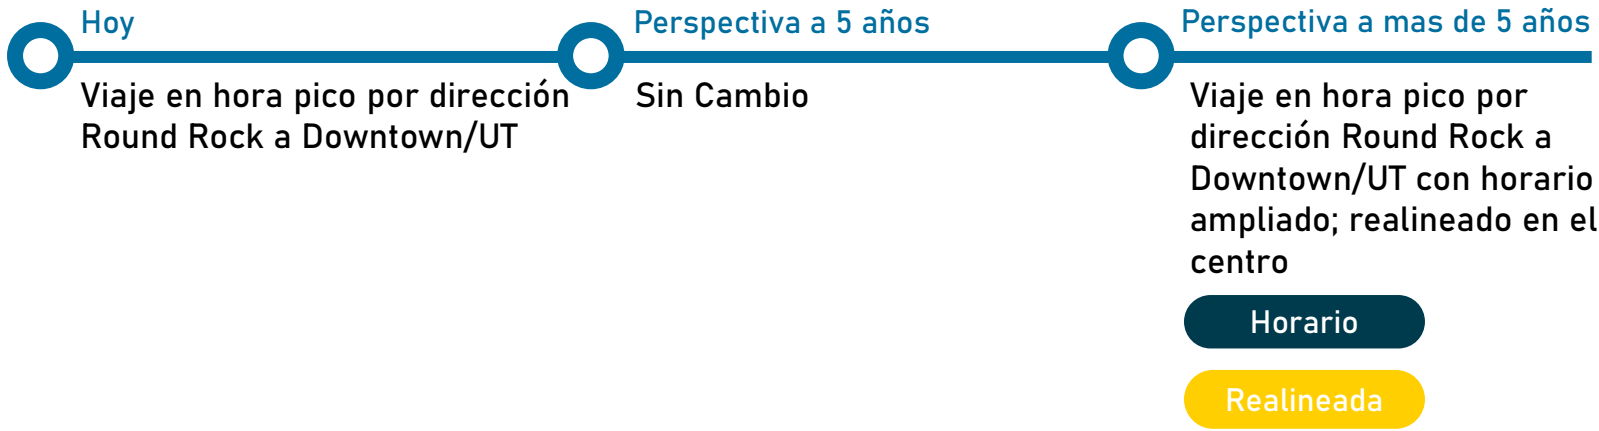 Hoy
Viaje en hora pico por dirección
Round Rock a Downtown/UT
Perspectiva a 5 años
Sin Cambio
Perspectiva a mas de 5 años
Viaje en hora pico por
dirección Round Rock a
Downtown/UT con horario
ampliado; realineado en el
centro
Horario
Realineada